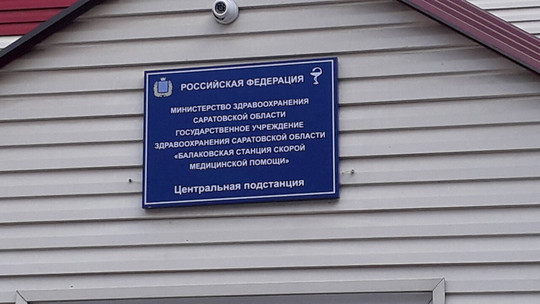 РОССИЙСКАЯ ФЕДЕРАЦИЯ
МИНИСТЕРСТВО ЗДРАВООХРАНЕНИЯ
САРАТОВСКОЙ ОБЛАСТИ
ГОСУДАРСТВЕННОЕ УЧРЕЖДЕНИЕ
ЗДРАВООХРАНЕНИЯ САРАТОВСКОЙ ОБЛАСТИ
«БАЛАКОВСКАЯ СТАНЦИЯ СКОРОЙ
МЕДИЦИНСКОЙ ПОМОЩИ»
Центральная подстанция